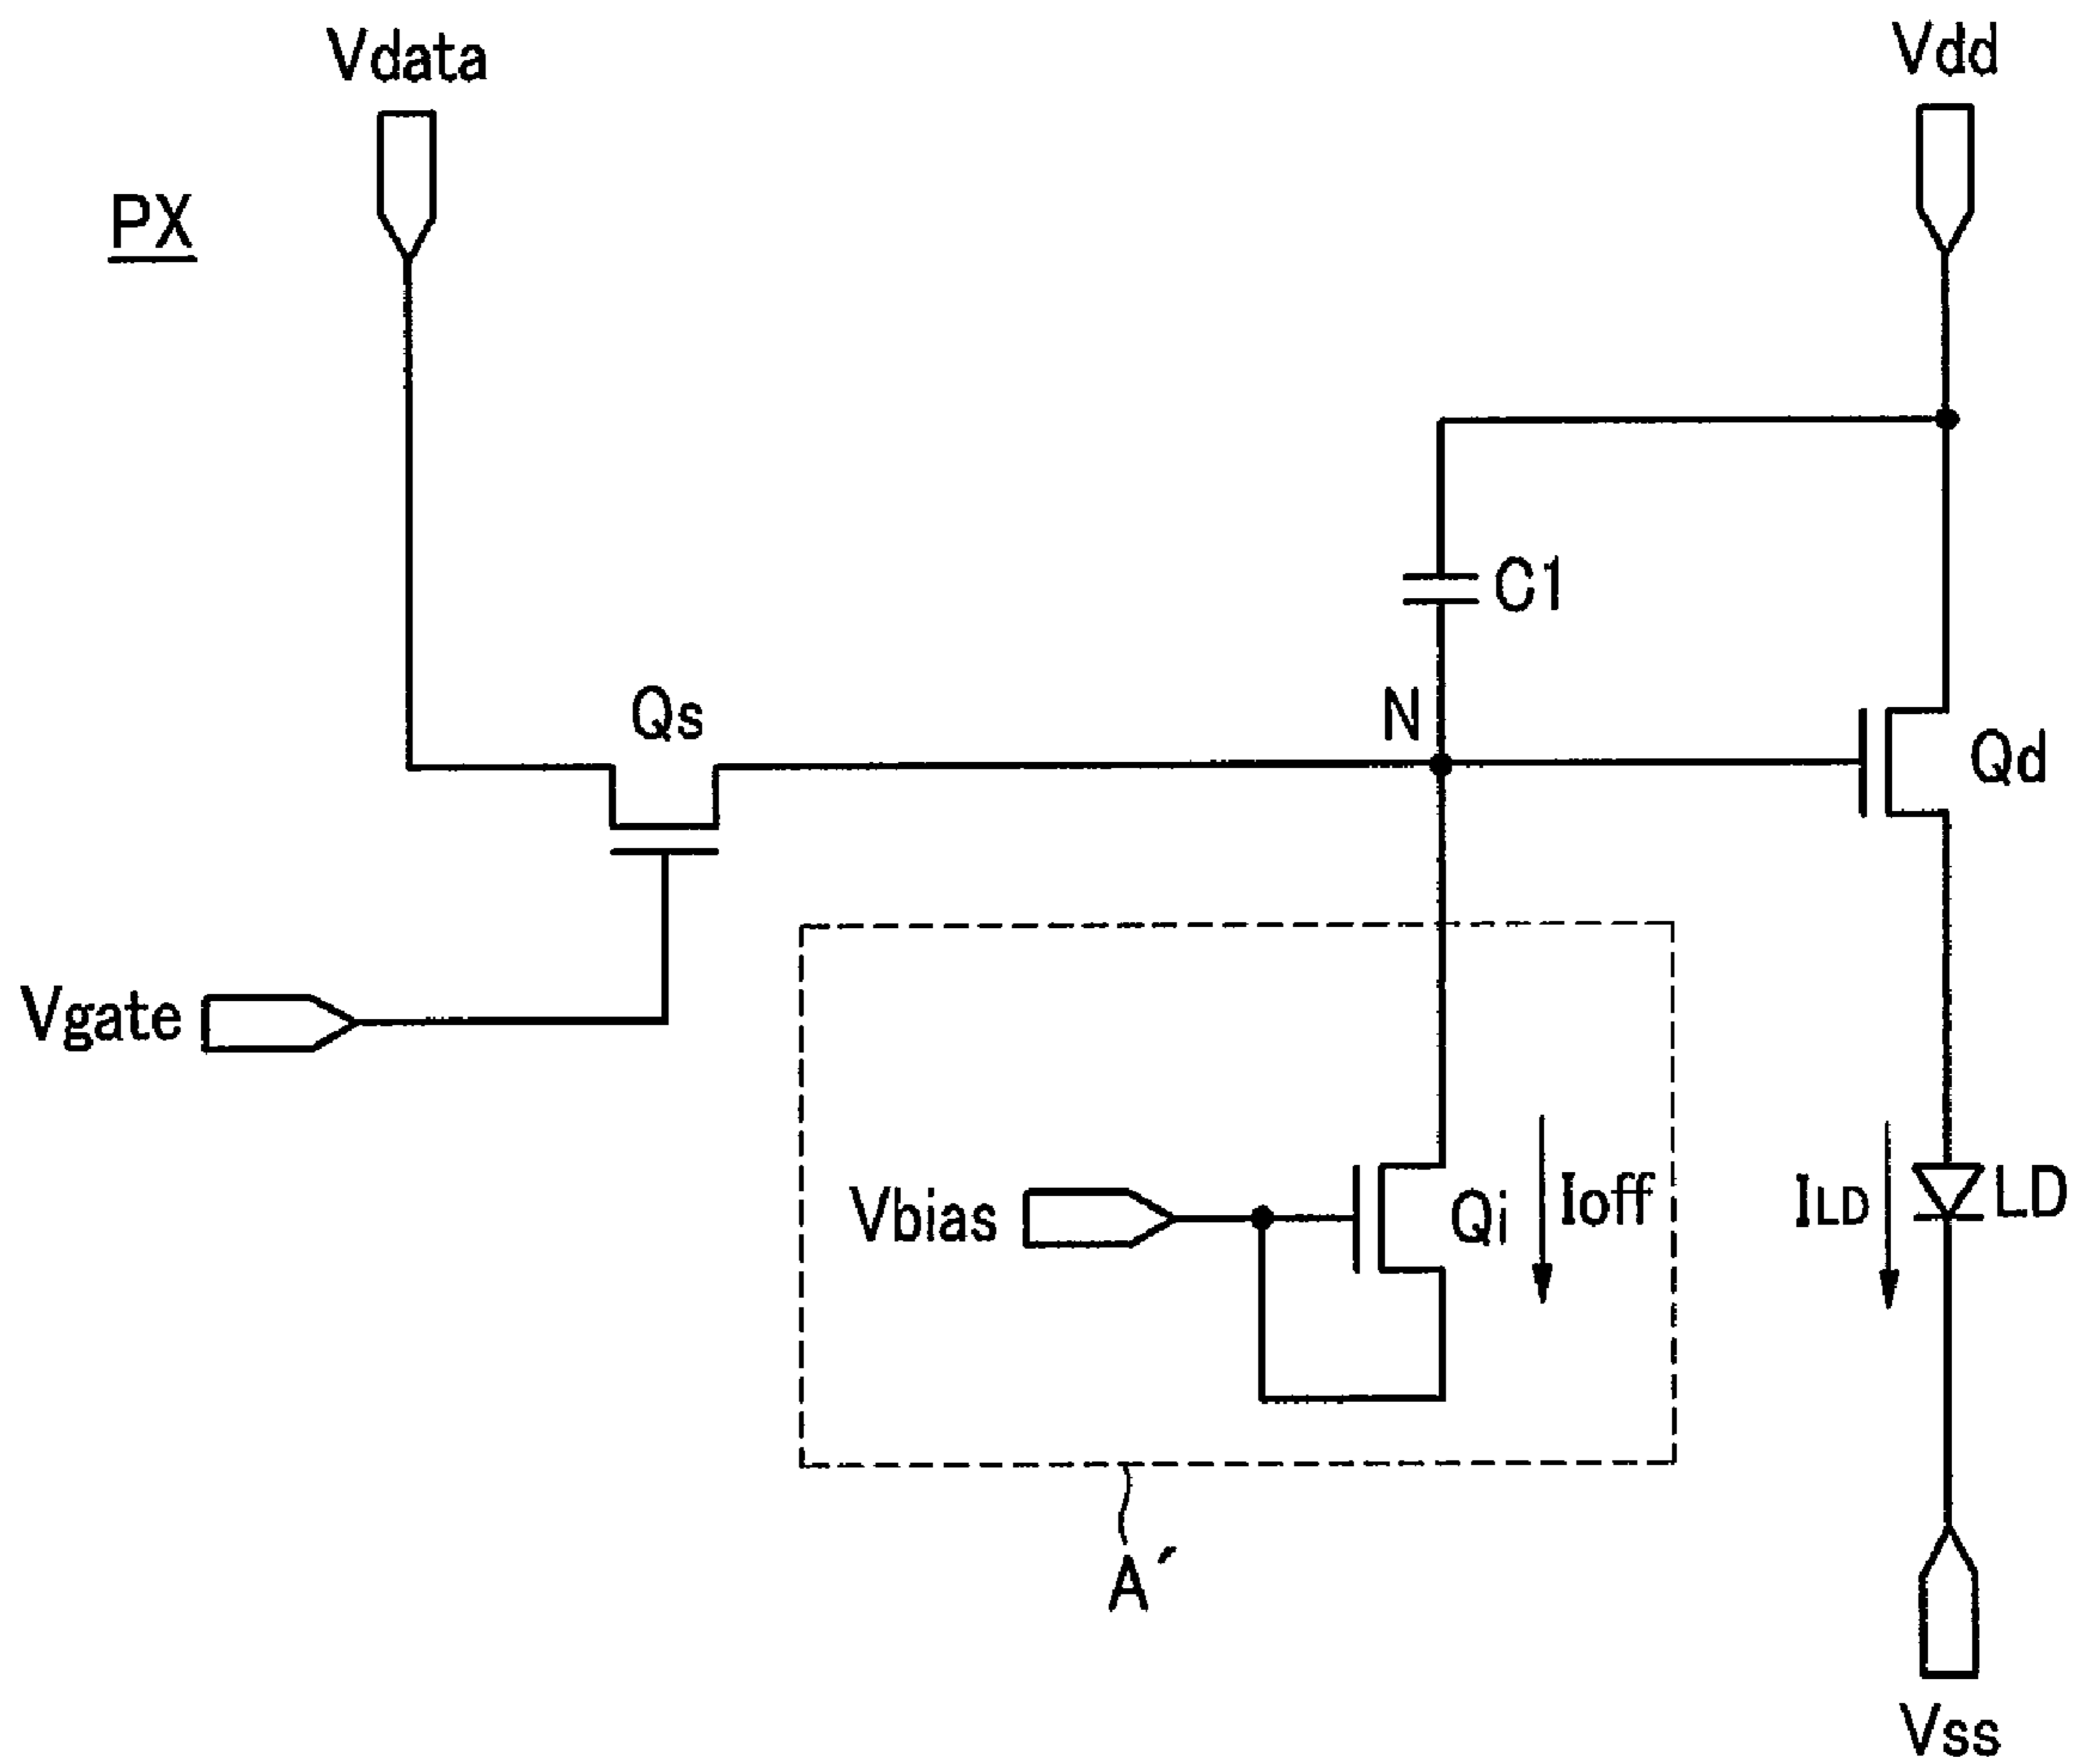 Vdata
Vdd
PX
C1
Qs
N
Qd
Vgate
Vbias
Qi
Ioff
ILD
LD
A′
Vss